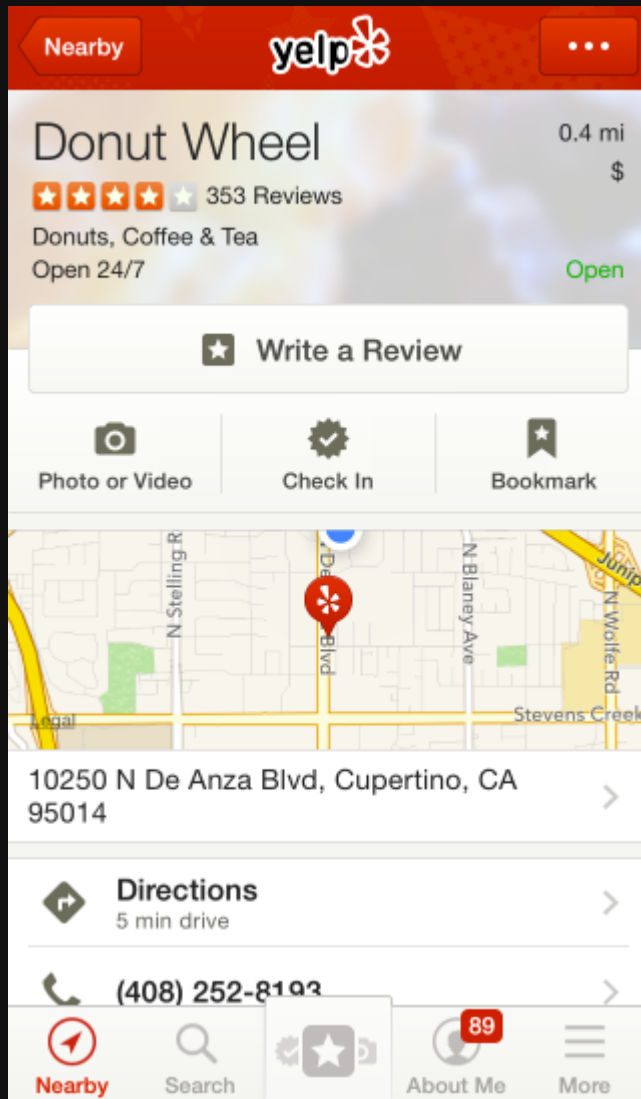 Nearby
yelp
Donut Wheel
0.4 mi
$
353 Reviews
Donuts, Coffee & Tea
Open 24/7
Open
Write a Review
Photo or Video
Check In
Bookmark
N Stelling R
Blvd
N Blaney Ave
N Wolfe Rd
Junip
Stevens Creek
Legal
10250 N De Anza Blvd, Cupertino, CA
95014
Directions
5 min drive
(408) 252-8193
Nearby
Search
89
About Me
More